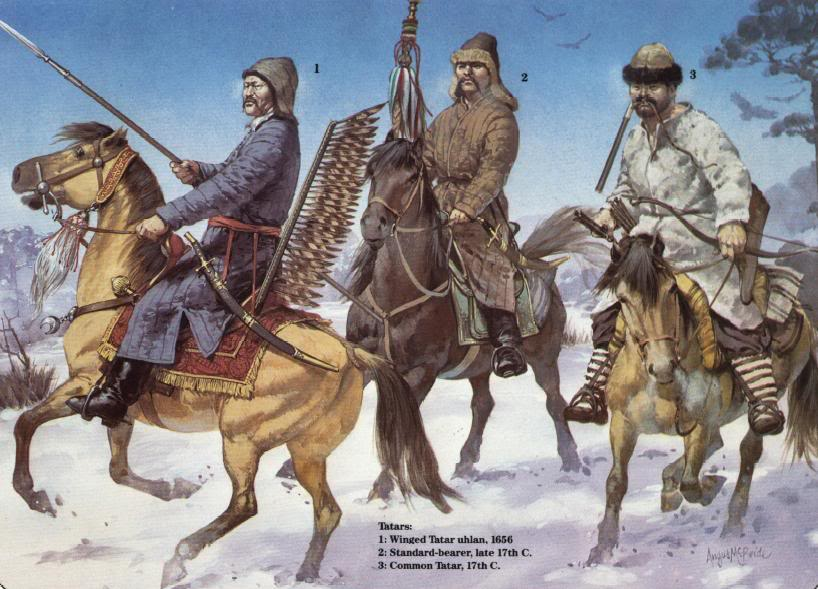 1
2
3
Tatars:
1: Winged Tatar uhlan, 1656
2: Standard-bearer, late 17th C.
3: Common Tatar, 17th C.
Angus McBride